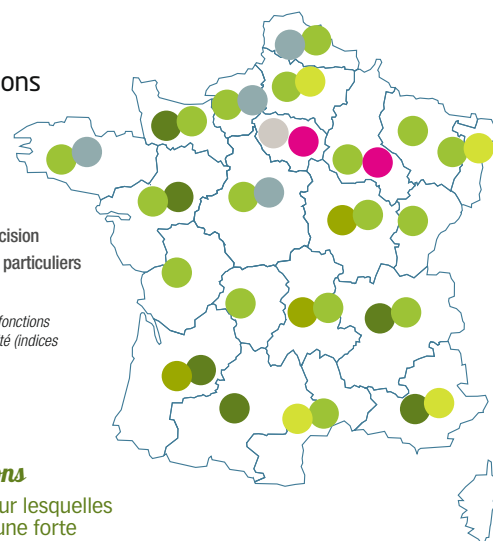 ons
cision
particuliers
fonctions
té (indices
ons
ur lesquelles
une forte